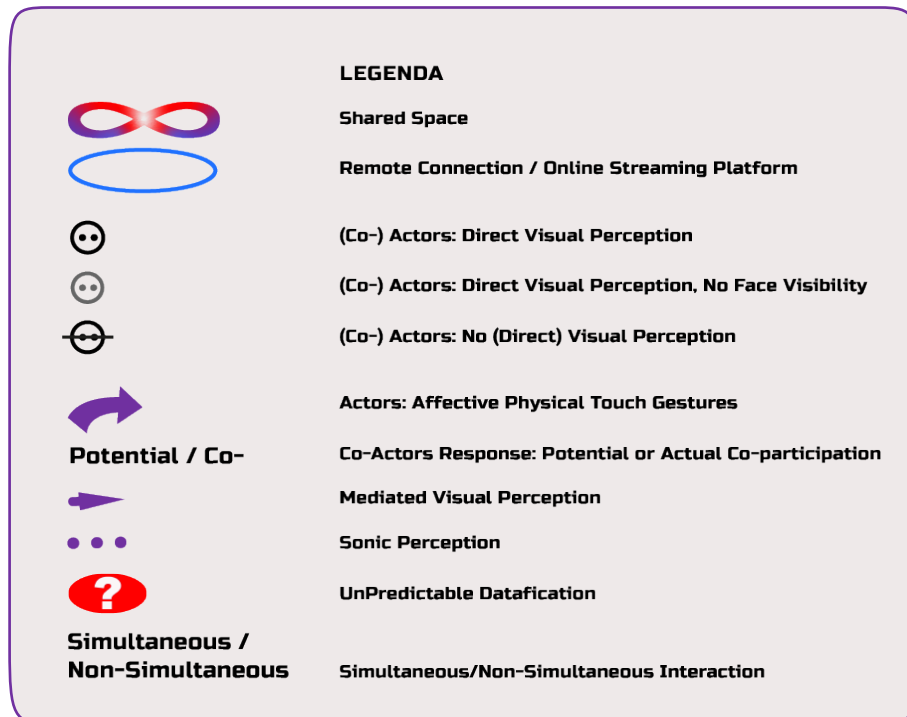 LEGENDA
Shared Space
Remote Connection / Online Streaming Platform
(Co-) Actors: Direct Visual Perception
(Co-) Actors: Direct Visual Perception, No Face Visibility
(Co-) Actors: No (Direct) Visual Perception
Actors: Affective Physical Touch Gestures
Potential / Co-
Co-Actors Response: Potential or Actual Co-participation
Mediated Visual Perception
Sonic Perception
?
UnPredictable Datafication
Simultaneous /
Non-Simultaneous
Simultaneous/Non-Simultaneous Interaction